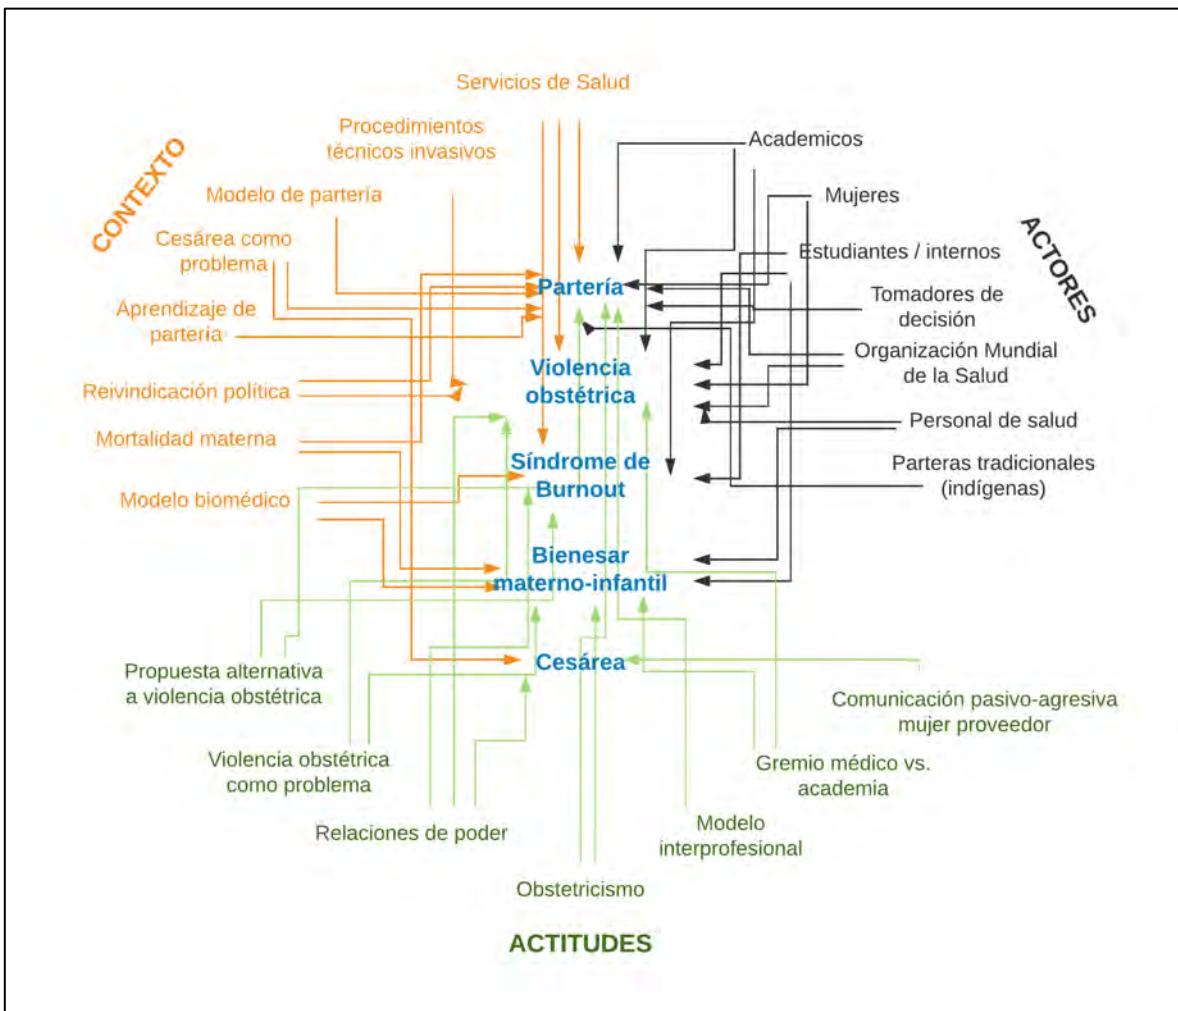 Servicios de Salud
Procedimientos
técnicos invasivos
CONTEXTO
Modelo de partería
Cesárea como
problema
Aprendizaje de
partería
Reivindicación política
Mortalidad materna
Modelo biomédico
Academicos
Mujeres
Estudiantes / internos
ACTORES
Tomadores de
decisión
Organización Mundial
de la Salud
Personal de salud
Parteras tradicionales
(indígenas)
Partería
Violencia
obstétrica
Síndrome de
Burnout
Bienesar
materno-infantil
Cesárea
Propuesta alternativa
a violencia obstétrica
Violencia obstétrica
como problema
Relaciones de poder
Obstetricismo
Modelo
interprofesional
Gremio médico vs.
academia
Comunicación pasivo-agresiva
mujer proveedor
ACTITUDES